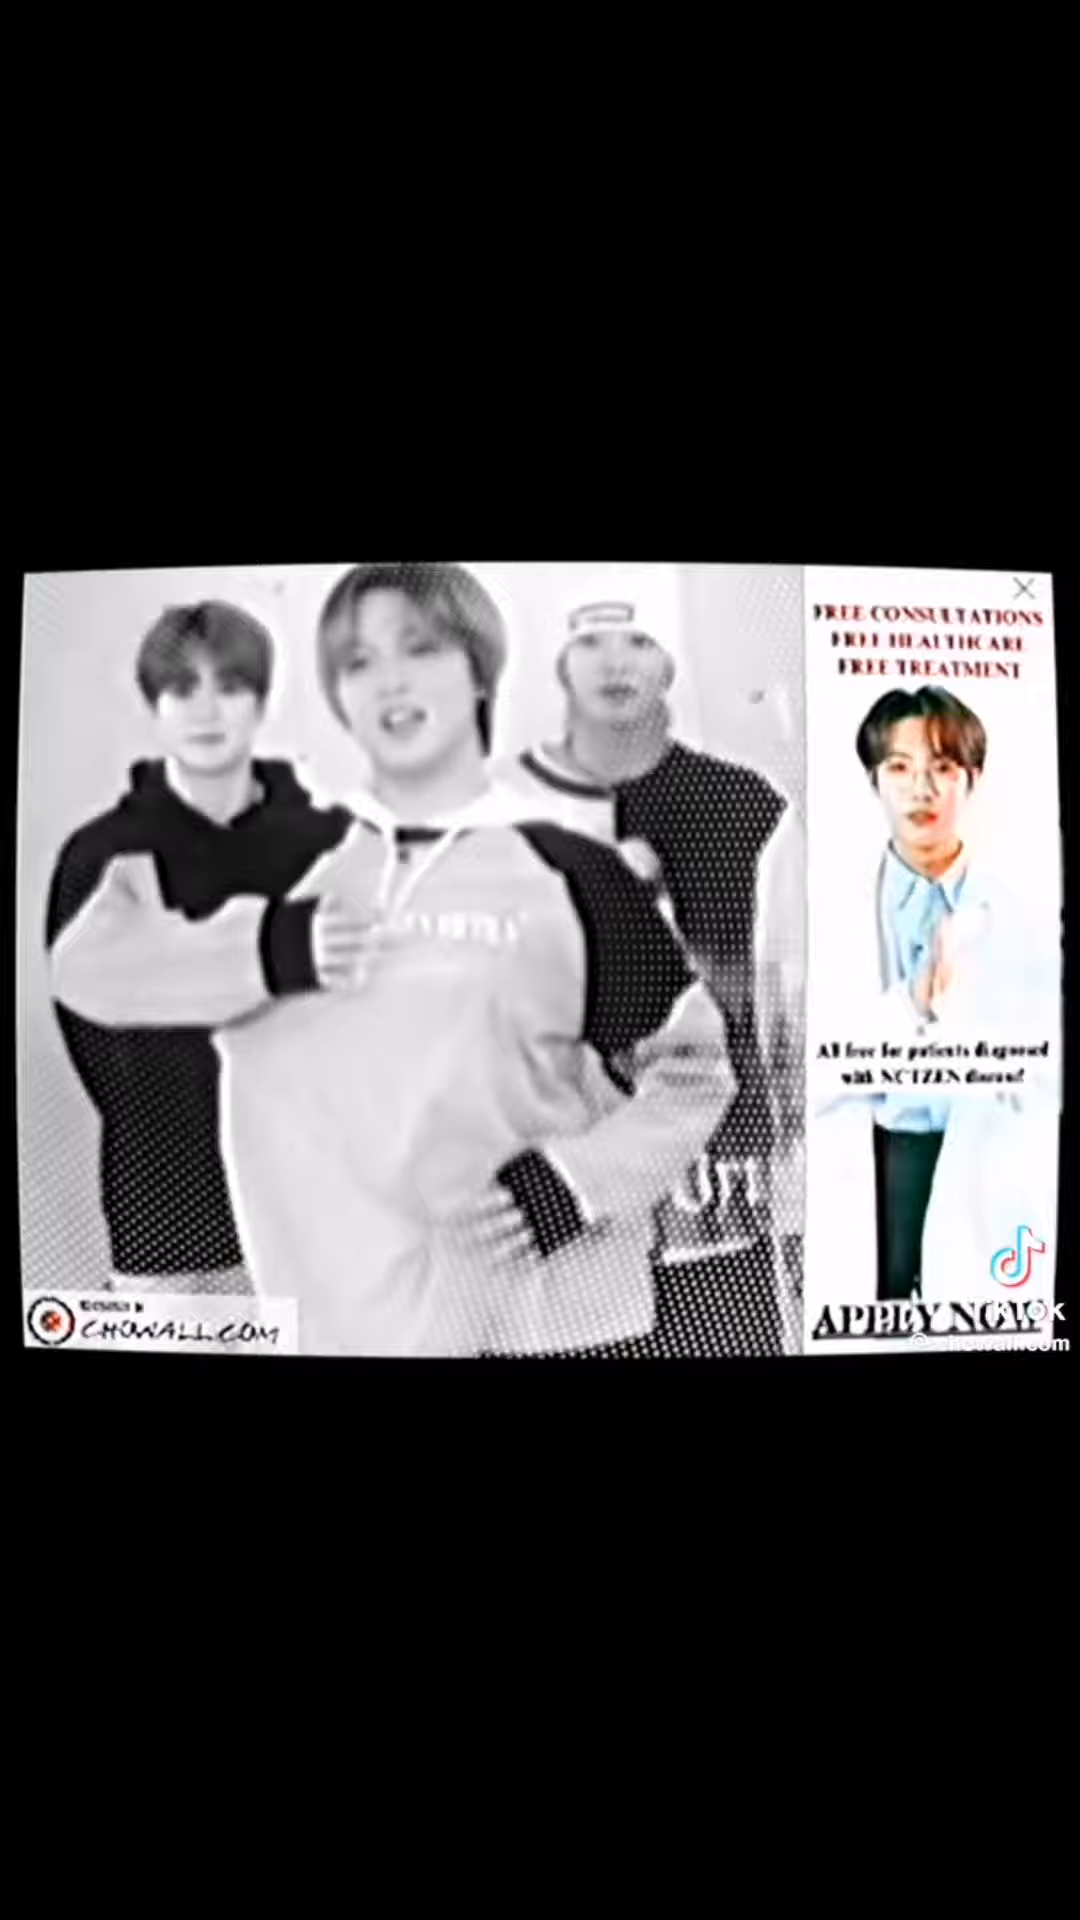 FREE CONSULTATIONS
FREE HEALTHCARE
FREE TREATMENT
All free for patients diagnosed
with NCTZEN disease!
APPLY NOW
CHOWALL.COM
TikTok